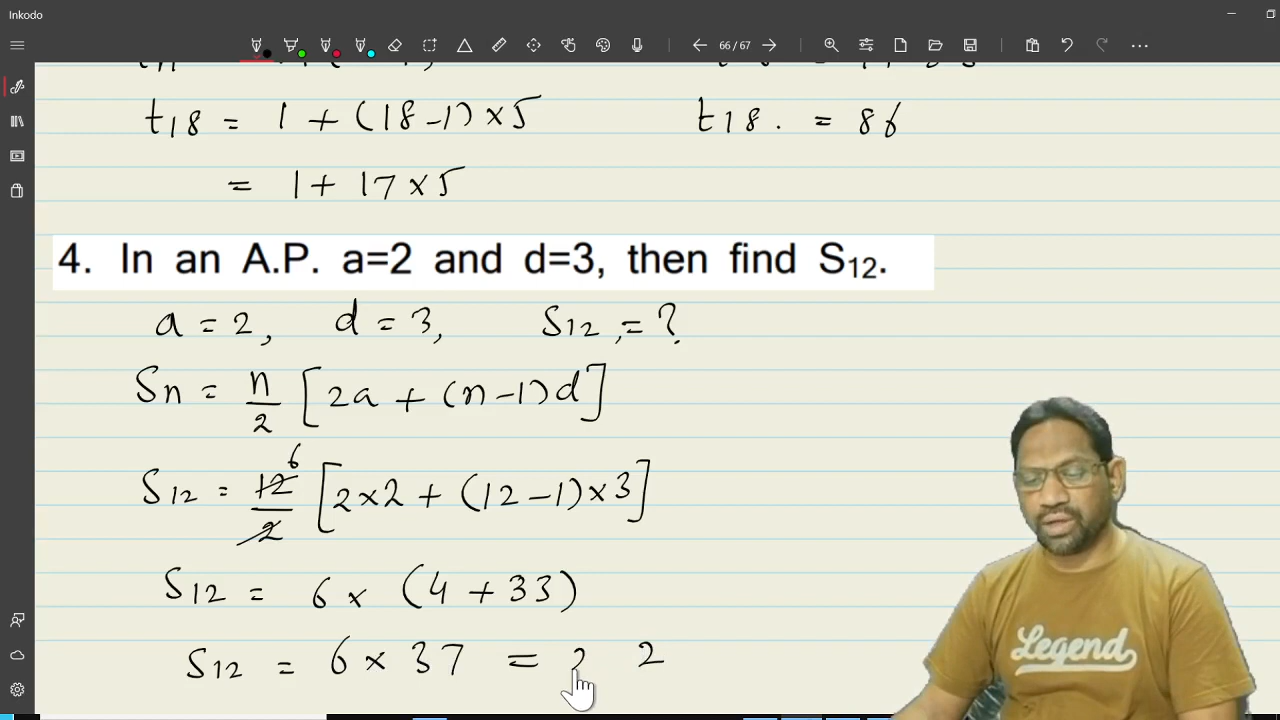 Inkodo
66 / 67
t18 = 1 + (18 -1) × 5
t18. = 86
= 1 + 17 × 5
4. In an A.P. a=2 and d=3, then find S12.
a = 2, d = 3, S12, = ?
Sn = n/2 [2a + (n -1)d]
S12 = 12/2 6 [2×2 + (12 -1)×3]
S12 = 6 × (4 + 33)
S12 = 6 × 37 = 2 2
Legend